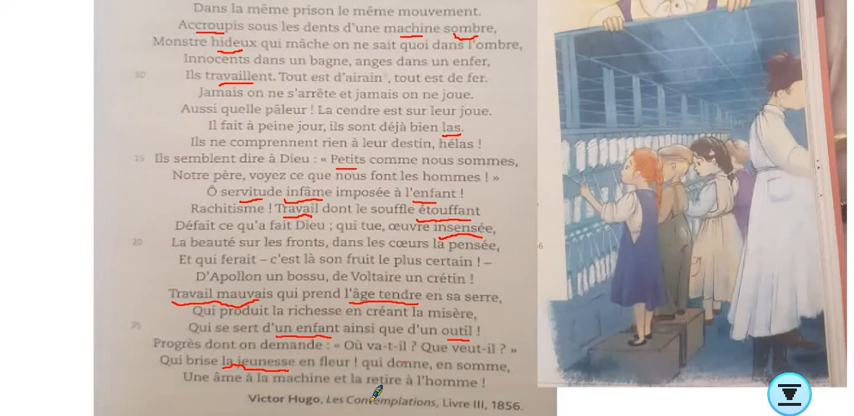 Dans la même prison le même mouvement.
Accroupis sous les dents d'une machine sombre,
Monstre hideux qui mâche on ne sait quoi dans l'ombre,
Innocents dans un bagne, anges dans un enfer,
10 Ils travaillent. Tout est d'airain, tout est de fer.
Jamais on ne s'arrête et jamais on ne joue.
Aussi quelle pâleur ! La cendre est sur leur joue.
Il fait à peine jour, ils sont déjà bien las.
Ils ne comprennent rien à leur destin, hélas !
15 Ils semblent dire à Dieu : « Petits comme nous sommes,
Notre père, voyez ce que nous font les hommes ! »
Ô servitude infâme imposée à l'enfant !
Rachitisme ! Travail dont le souffle étouffant
Défait ce qu'a fait Dieu ; qui tue, œuvre insensée,
20 La beauté sur les fronts, dans les cœurs la pensée,
Et qui ferait – c'est là son fruit le plus certain ! –
D'Apollon un bossu, de Voltaire un crétin !
Travail mauvais qui prend l'âge tendre en sa serre,
Qui produit la richesse en créant la misère,
25 Qui se sert d'un enfant ainsi que d'un outil !
Progrès dont on demande : « Où va-t-il ? Que veut-il ? »
Qui brise la jeunesse en fleur ! qui donne, en somme,
Une âme à la machine et la retire à l'homme !
Victor Hugo, Les Contemplations, Livre III, 1856.